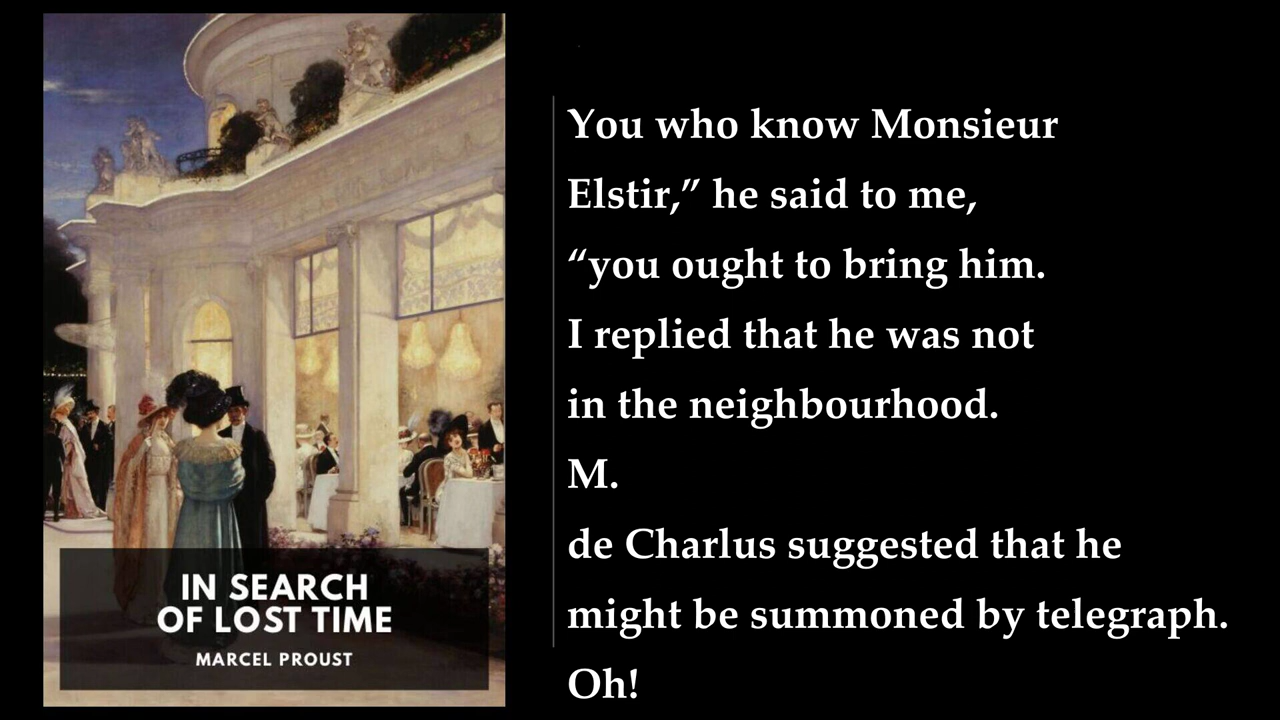 IN SEARCH
OF LOST TIME
MARCEL PROUST
You who know Monsieur
Elstir,” he said to me,
“you ought to bring him.
I replied that he was not
in the neighbourhood.
M.
de Charlus suggested that he
might be summoned by telegraph.
Oh!